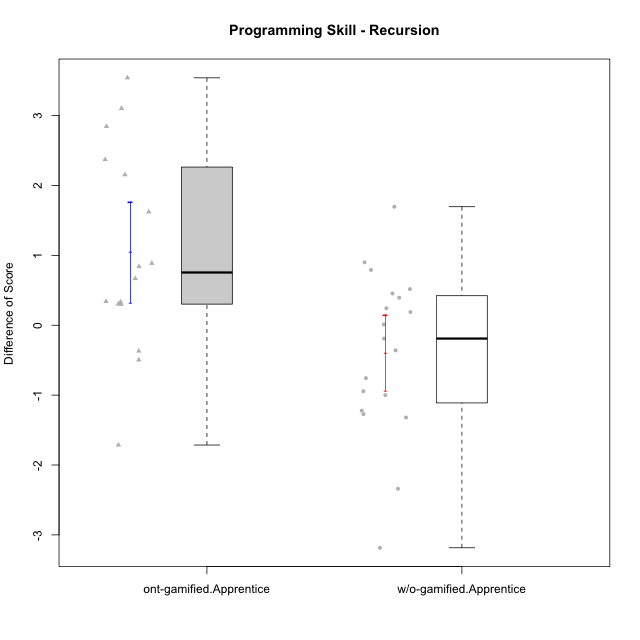 Programming Skill - Recursion
Difference of Score
3
2
1
0
-1
-2
-3
ont-gamified.Apprentice
w/o-gamified.Apprentice